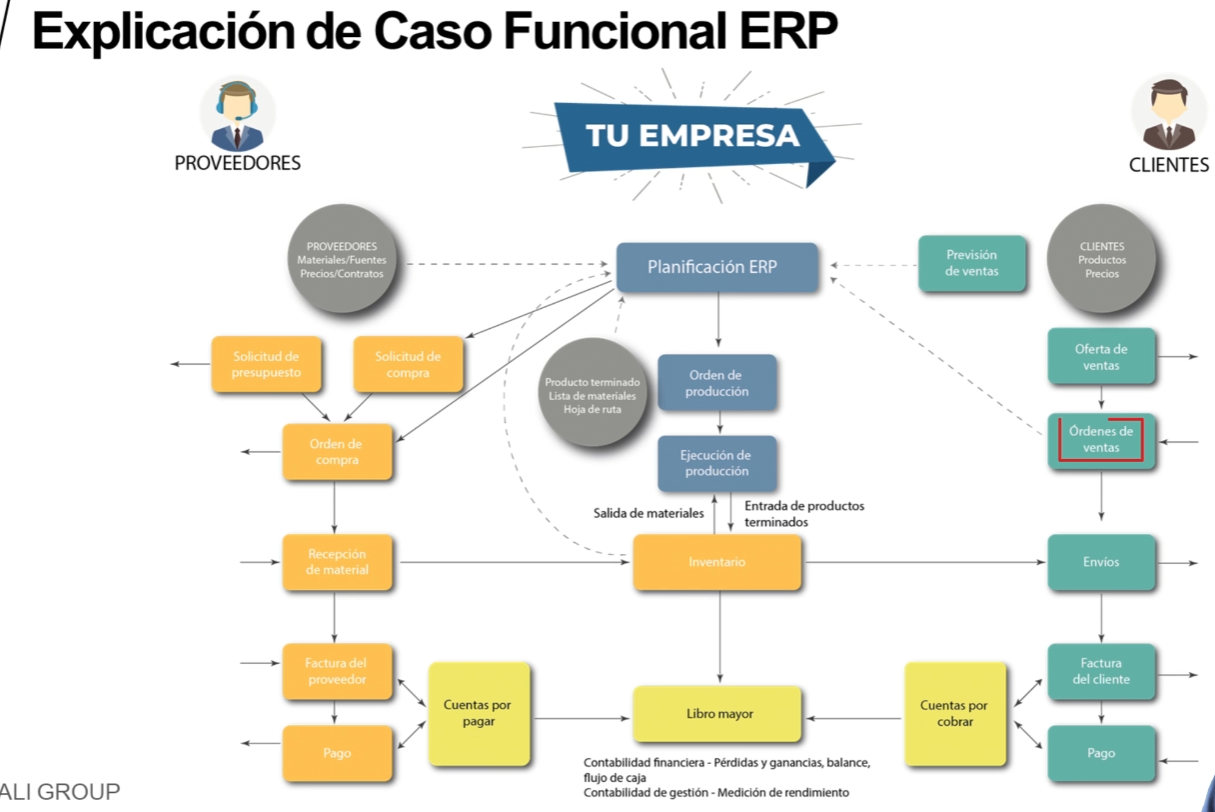 Explicación de Caso Funcional ERP
PROVEEDORES
TU EMPRESA
CLIENTES
PROVEEDORES
Materiales/Fuentes
Precios/Contratos
Planificación ERP
Previsión
de ventas
CLIENTES
Productos
Precios
Solicitud de
presupuesto
Solicitud de
compra
Producto terminado
Lista de materiales
Hoja de ruta
Orden de
producción
Oferta de
ventas
Orden de
compra
Ejecución de
producción
Órdenes de
ventas
Salida de materiales
Entrada de productos
terminados
Recepción
de material
Inventario
Envíos
Factura del
proveedor
Cuentas por
pagar
Libro mayor
Cuentas por
cobrar
Factura
del cliente
Pago
Pago
Contabilidad financiera - Pérdidas y ganancias, balance,
flujo de caja
Contabilidad de gestión - Medición de rendimiento
ALI GROUP